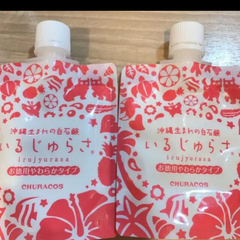 沖縄生まれの白石鹸
いるじゅらさ
irujyurasa
お徳用やわらかタイプ
CHURACOS
沖縄生まれの白石鹸
いるじゅらさ
irujyurasa
お徳用やわらかタイプ
CHURACOS